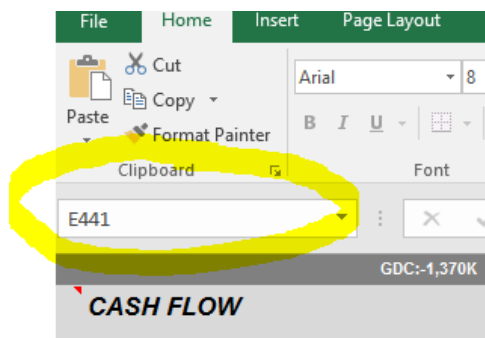 File Home Insert Page Layout
Cut
Copy
Paste
Format Painter
Clipboard
Arial 8
B I U
Font
E441
GDC:-1,370K
CASH FLOW